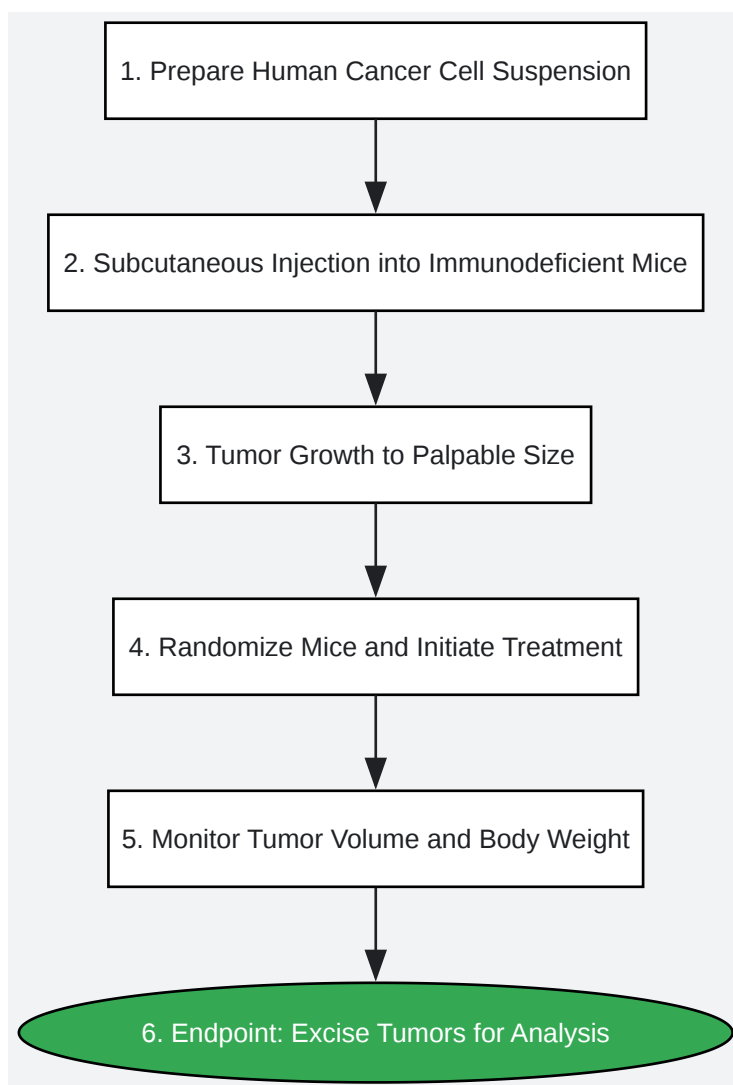 1. Prepare Human Cancer Cell Suspension
2. Subcutaneous Injection into Immunodeficient Mice
3. Tumor Growth to Palpable Size
4. Randomize Mice and Initiate Treatment
5. Monitor Tumor Volume and Body Weight
6. Endpoint: Excise Tumors for Analysis